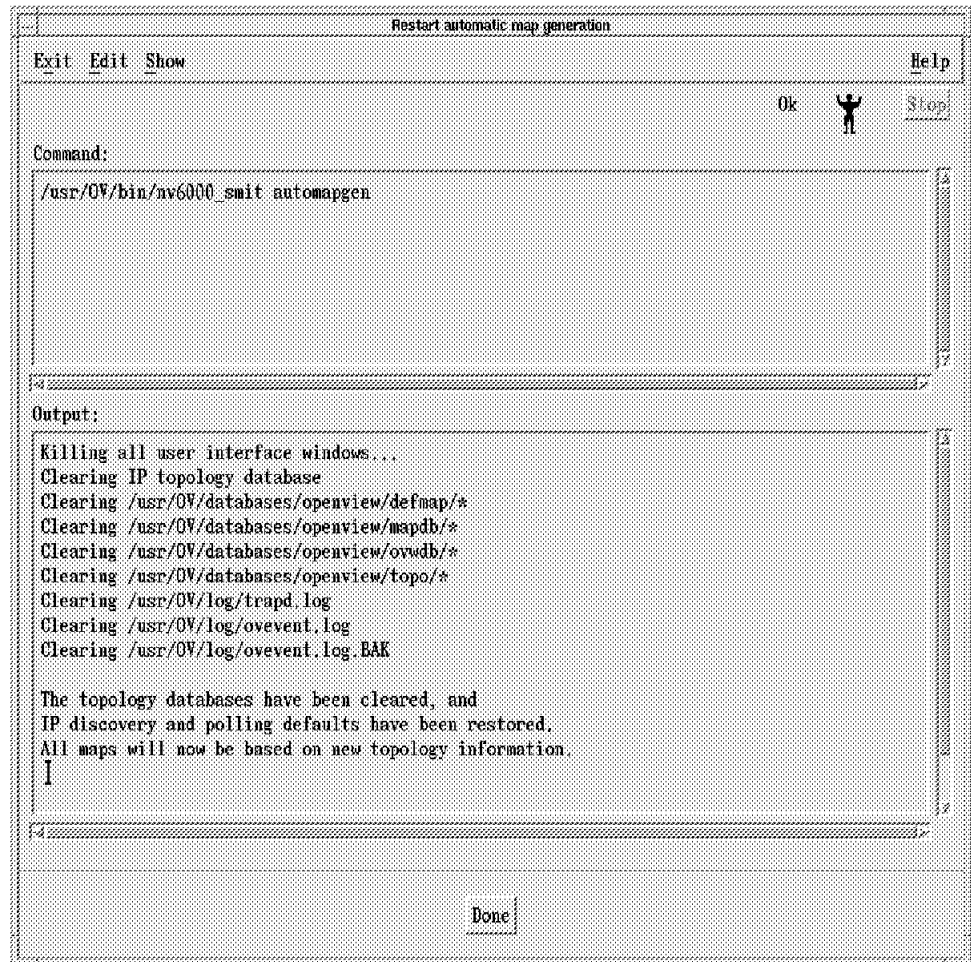 Restart automatic map generation
Exit Edit Show Help
Ok Stop
Command:
/usr/OV/bin/nv6000_smit automapgen
Output:
Killing all user interface windows...
Clearing IP topology database
Clearing /usr/OV/databases/openview/defmap/*
Clearing /usr/OV/databases/openview/mapdb/*
Clearing /usr/OV/databases/openview/ovwdb/*
Clearing /usr/OV/databases/openview/topo/*
Clearing /usr/OV/log/trapd.log
Clearing /usr/OV/log/ovevent.log
Clearing /usr/OV/log/ovevent.log.BAK
The topology databases have been cleared, and
IP discovery and polling defaults have been restored.
All maps will now be based on new topology information.
Done